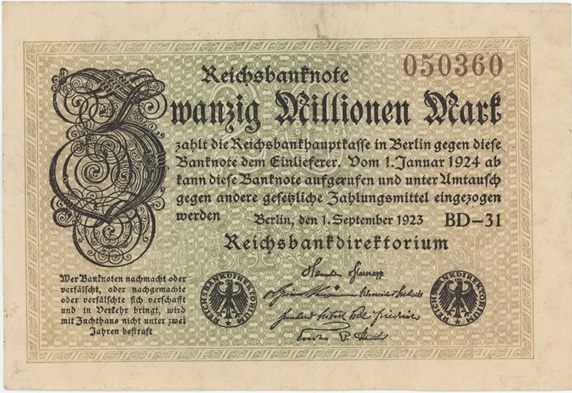 Reichsbanknote
050360
Zwanzig Millionen Mark
zahlt die Reichsbankhauptkasse in Berlin gegen diese
Banknote dem Einlieferer. Vom 1. Januar 1924 ab
kann diese Banknote aufgerufen und unter Umtausch
gegen andere gesetzliche Zahlungsmittel eingezogen
werden Berlin, den 1. September 1923 BD-31
Reichsbankdirektorium
Wer Banknoten nachmacht oder
verfälscht, oder nachgemachte
oder verfälschte sich verschafft
und in Verkehr bringt, wird
mit Zuchthaus nicht unter zwei
Jahren bestraft
REICHSBANKDIREKTORIUM
REICHSBANKDIREKTORIUM